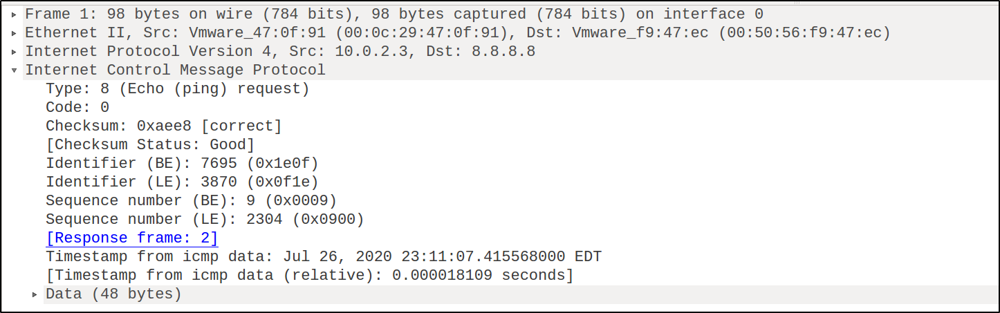 Frame 1: 98 bytes on wire (784 bits), 98 bytes captured (784 bits) on interface 0
Ethernet II, Src: Vmware_47:0f:91 (00:0c:29:47:0f:91), Dst: Vmware_f9:47:ec (00:50:56:f9:47:ec)
Internet Protocol Version 4, Src: 10.0.2.3, Dst: 8.8.8.8
Internet Control Message Protocol
Type: 8 (Echo (ping) request)
Code: 0
Checksum: 0xaee8 [correct]
[Checksum Status: Good]
Identifier (BE): 7695 (0x1e0f)
Identifier (LE): 3870 (0x0f1e)
Sequence number (BE): 9 (0x0009)
Sequence number (LE): 2304 (0x0900)
[Response frame: 2]
Timestamp from icmp data: Jul 26, 2020 23:11:07.415568000 EDT
[Timestamp from icmp data (relative): 0.000018109 seconds]
Data (48 bytes)